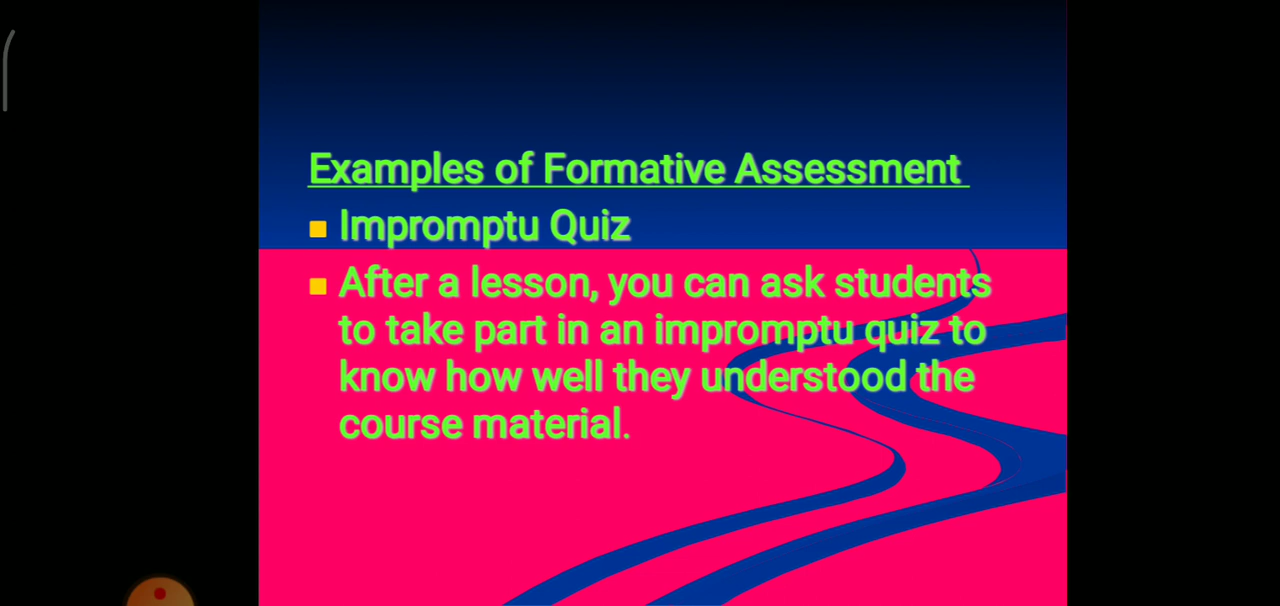 Examples of Formative Assessment
Impromptu Quiz
After a lesson, you can ask students
to take part in an impromptu quiz to
know how well they understood the
course material.